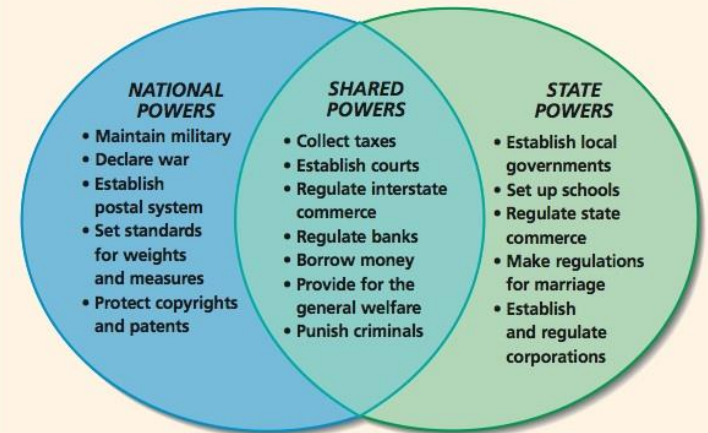 NATIONAL
POWERS
• Maintain military
• Declare war
• Establish
postal system
• Set standards
for weights
and measures
• Protect copyrights
and patents
SHARED
POWERS
• Collect taxes
• Establish courts
• Regulate interstate
commerce
• Regulate banks
• Borrow money
• Provide for the
general welfare
• Punish criminals
STATE
POWERS
• Establish local
governments
• Set up schools
• Regulate state
commerce
• Make regulations
for marriage
• Establish
and regulate
corporations